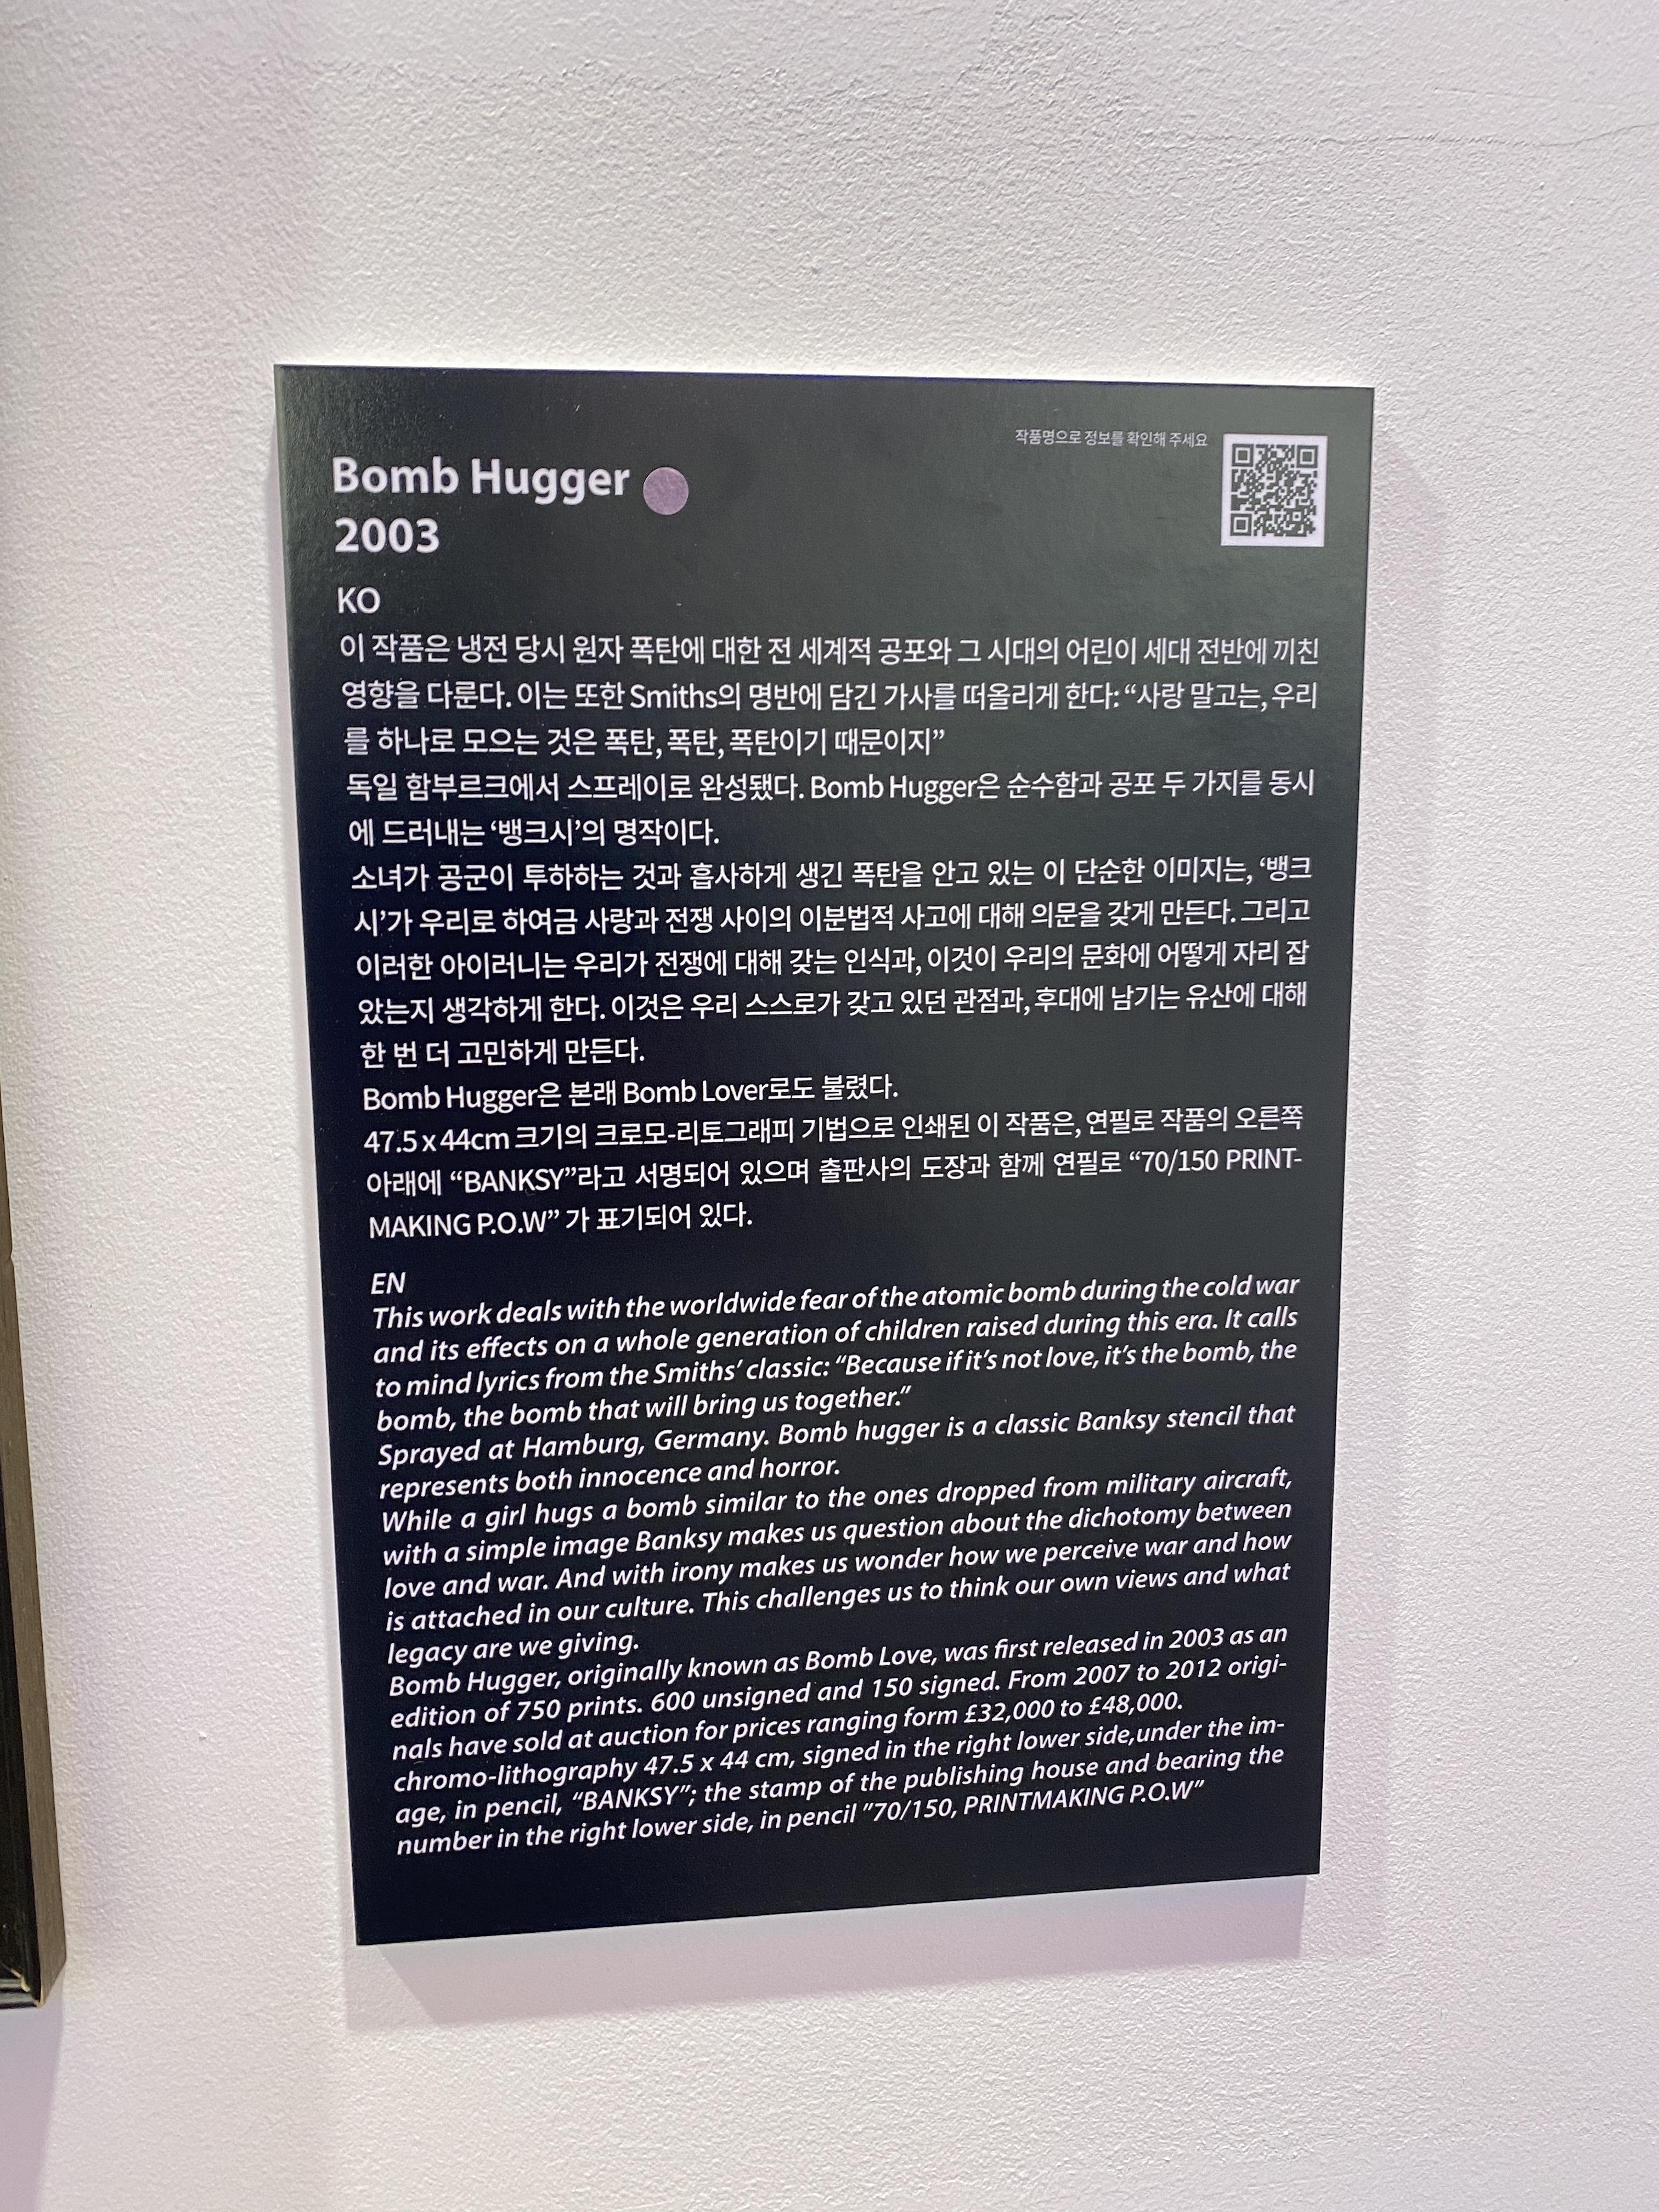 작품명으로 정보를 확인해 주세요
Bomb Hugger
2003
KO
이 작품은 냉전 당시 원자 폭탄에 대한 전 세계적 공포와 그 시대의 어린이 세대 전반에 끼친
영향을 다룬다. 이는 또한 Smiths의 명반에 담긴 가사를 떠올리게 한다: “사랑 말고는, 우리
를 하나로 모으는 것은 폭탄, 폭탄, 폭탄이기 때문이지”
독일 함부르크에서 스프레이로 완성됐다. Bomb Hugger은 순수함과 공포 두 가지를 동시
에 드러내는 ‘뱅크시’의 명작이다.
소녀가 공군이 투하하는 것과 흡사하게 생긴 폭탄을 안고 있는 이 단순한 이미지는, ‘뱅크
시’가 우리로 하여금 사랑과 전쟁 사이의 이분법적 사고에 대해 의문을 갖게 만든다. 그리고
이러한 아이러니는 우리가 전쟁에 대해 갖는 인식과, 이것이 우리의 문화에 어떻게 자리 잡
았는지 생각하게 한다. 이것은 우리 스스로가 갖고 있던 관점과, 후대에 남기는 유산에 대해
한 번 더 고민하게 만든다.
Bomb Hugger은 본래 Bomb Lover로도 불렸다.
47.5 x 44cm 크기의 크로모-리토그래피 기법으로 인쇄된 이 작품은, 연필로 작품의 오른쪽
아래에 “BANKSY”라고 서명되어 있으며 출판사의 도장과 함께 연필로 “70/150 PRINT-
MAKING P.O.W” 가 표기되어 있다.
EN
This work deals with the worldwide fear of the atomic bomb during the cold war
and its effects on a whole generation of children raised during this era. It calls
to mind lyrics from the Smiths’ classic: “Because if it’s not love, it’s the bomb, the
bomb, the bomb that will bring us together.”
Sprayed at Hamburg, Germany. Bomb hugger is a classic Banksy stencil that
represents both innocence and horror.
While a girl hugs a bomb similar to the ones dropped from military aircraft,
with a simple image Banksy makes us question about the dichotomy between
love and war. And with irony makes us wonder how we perceive war and how
is attached in our culture. This challenges us to think our own views and what
legacy are we giving.
Bomb Hugger, originally known as Bomb Love, was first released in 2003 as an
edition of 750 prints. 600 unsigned and 150 signed. From 2007 to 2012 origi-
nals have sold at auction for prices ranging form £32,000 to £48,000.
chromo-lithography 47.5 x 44 cm, signed in the right lower side,under the im-
age, in pencil, “BANKSY”; the stamp of the publishing house and bearing the
number in the right lower side, in pencil ”70/150, PRINTMAKING P.O.W”